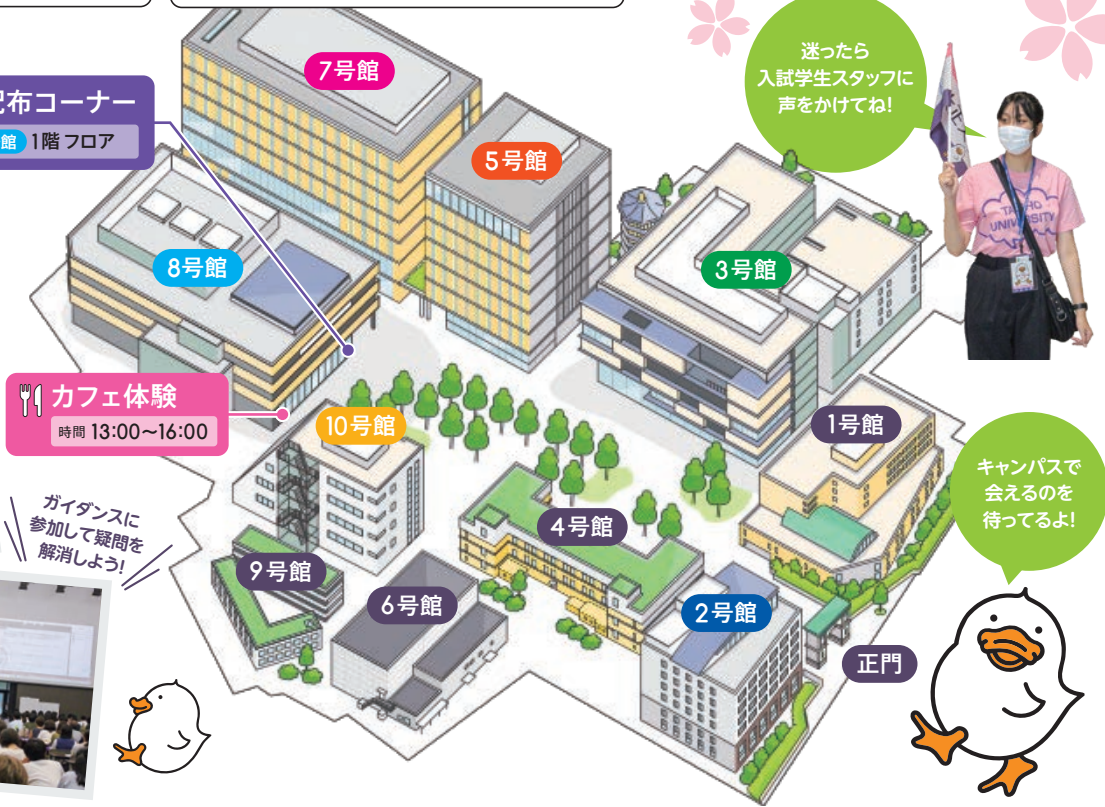 7号館
迷ったら
入試学生スタッフに
声をかけてね!
布コーナー
館 1階 フロア
5号館
8号館
3号館
カフェ体験
時間 13:00〜16:00
10号館
1号館
キャンパスで
会えるのを
待ってるよ!
ガイダンスに
参加して疑問を
解消しよう!
4号館
9号館
6号館
2号館
正門
UNIVERSITY